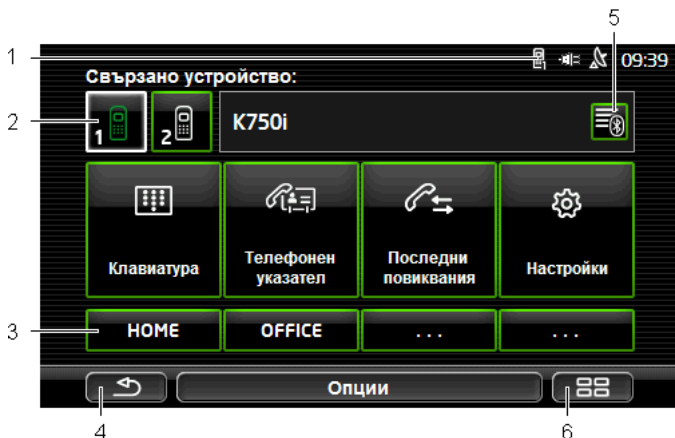 5
1
1 09:39
Свързано устройство:
2
1 2 K750i
Клавиатура
Телефонен
указател
Последни
повиквания
Настройки
3
HOME OFFICE ... ...
Опции
4 6